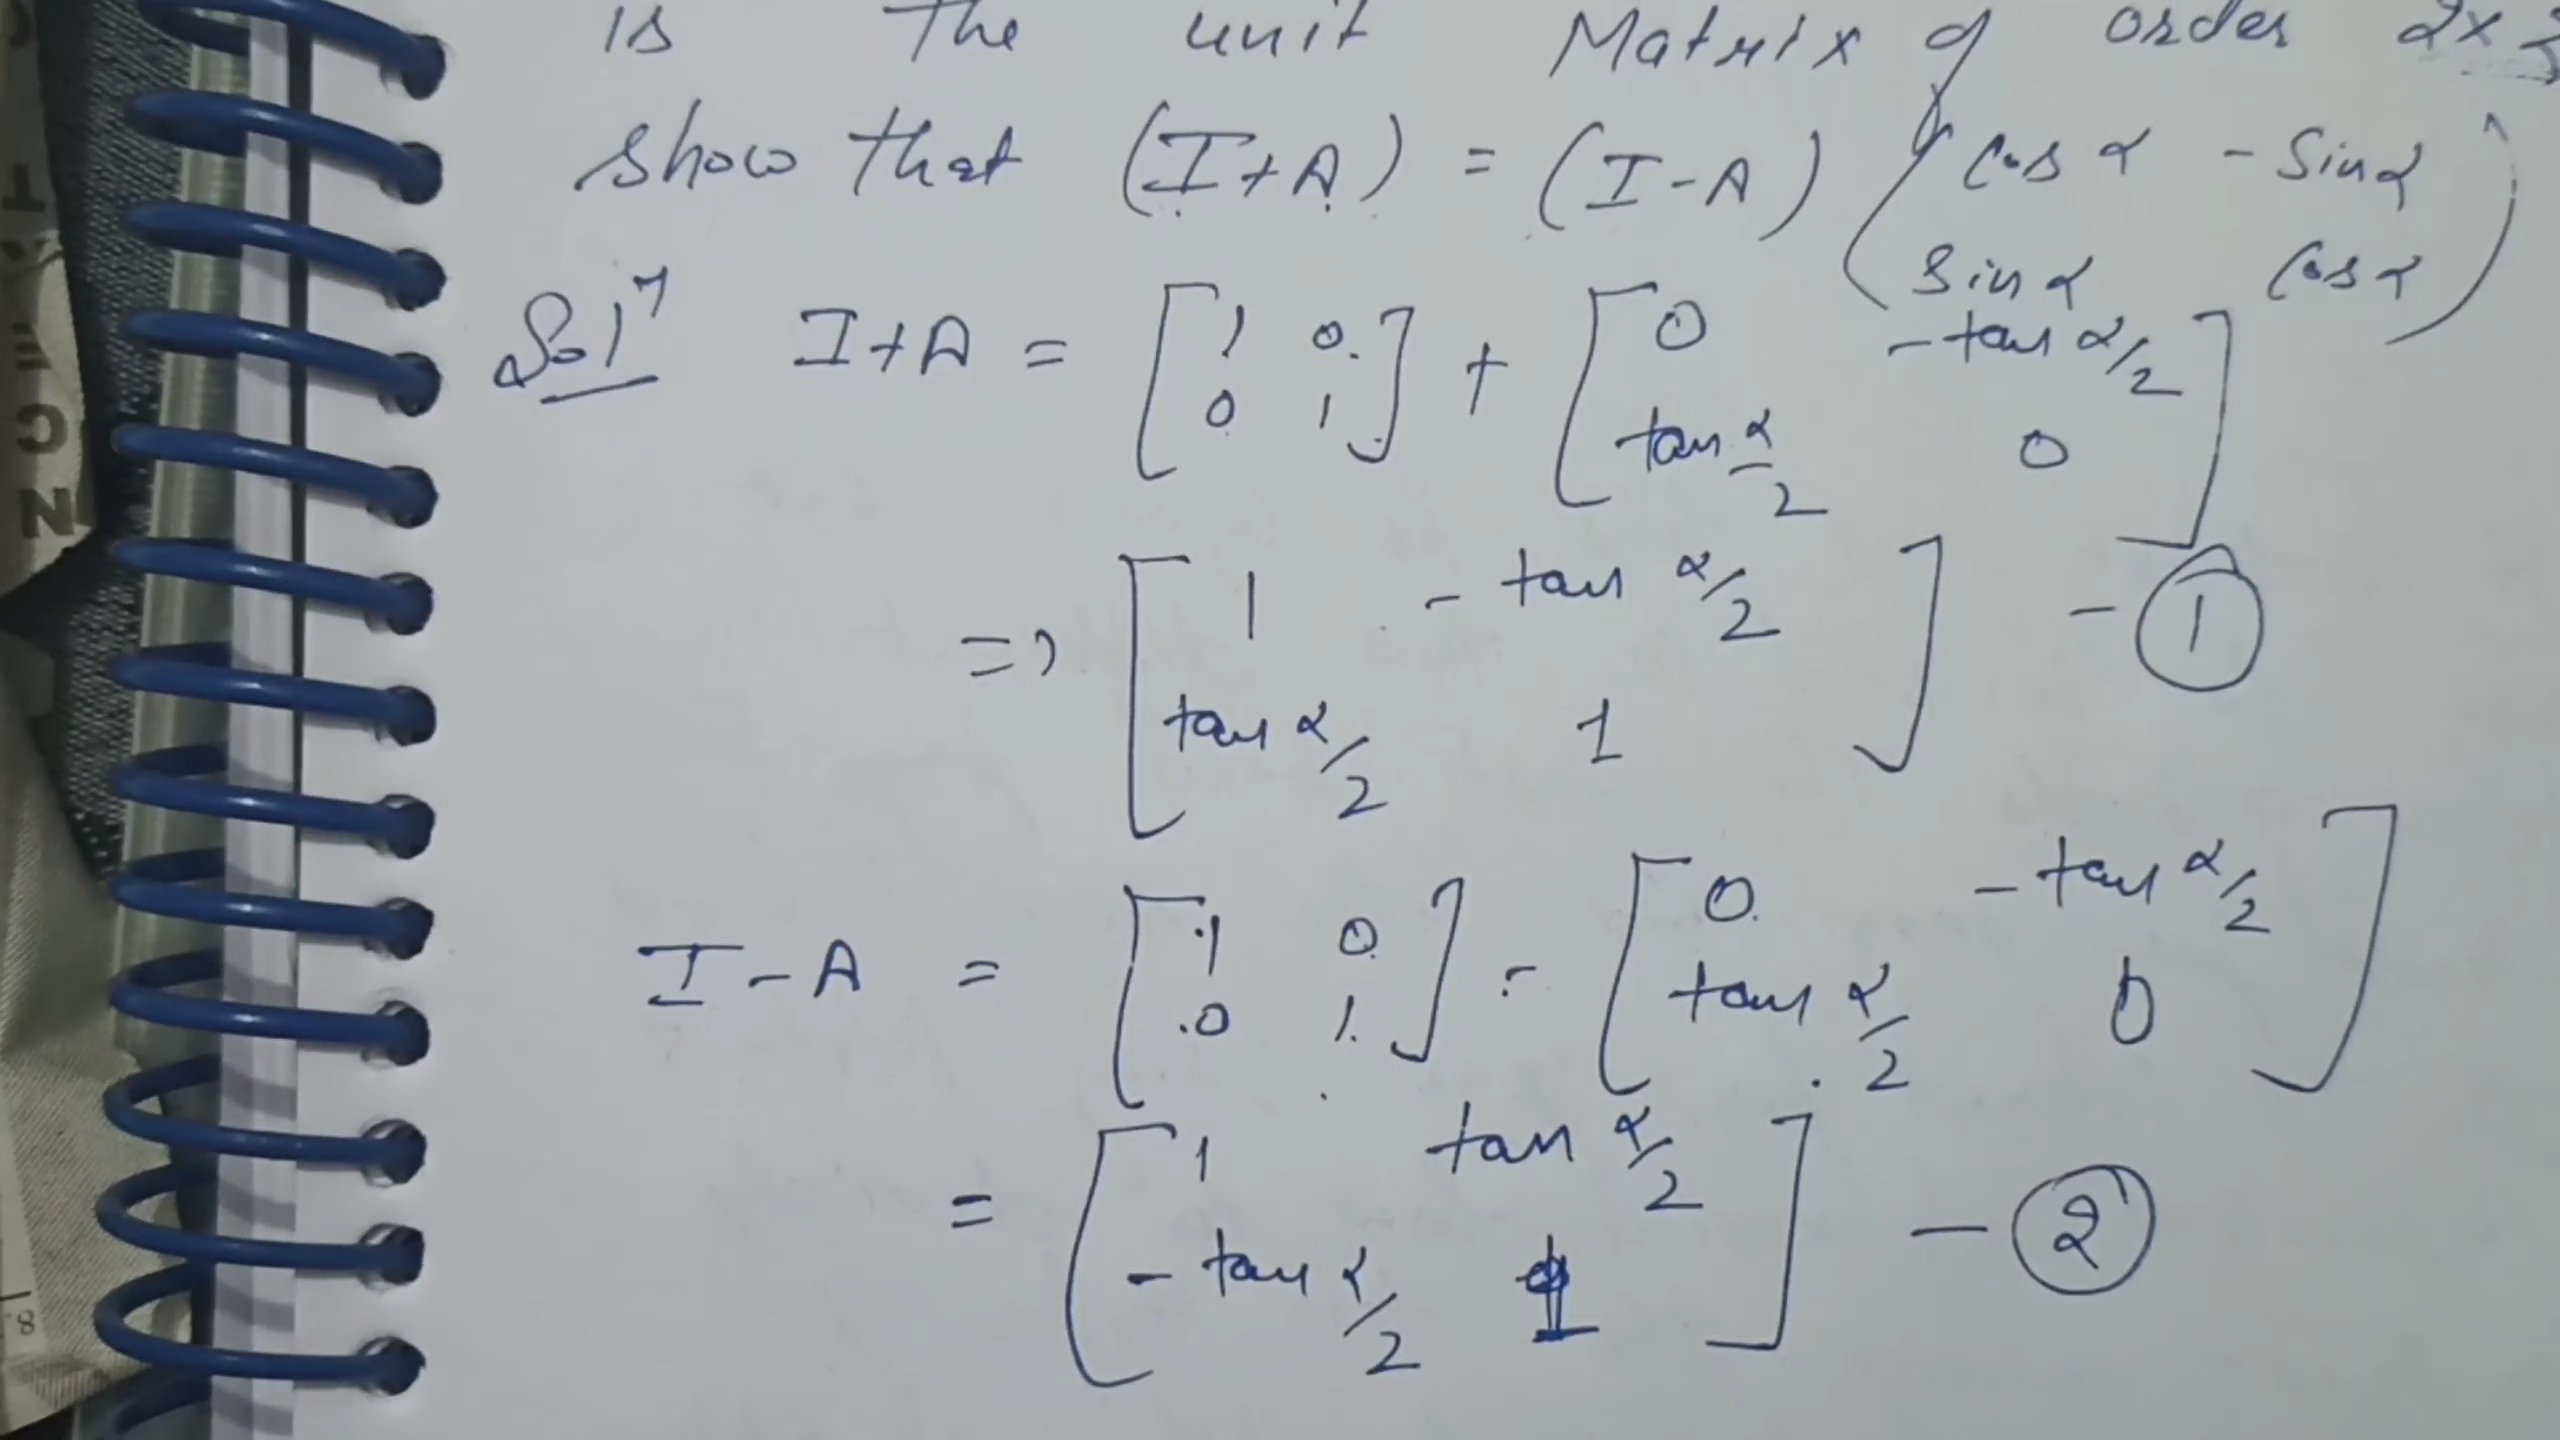 is the unit Matrix of order 2x
show that (I+A) = (I-A) ( cos α -Sin α
sin α cos α )
Solⁿ I+A = [ 1 0 + [ 0 -tan α/2
0 1 ] tan α/2 0 ]
=> [ 1 - tan α/2 - 1
tan α/2 1 ]
I-A = [ 1 0 - [ 0 - tan α/2
0 1 ] tan α/2 0 ]
= [ 1 tan α/2
- tan α/2 1 ] - 2
N
8